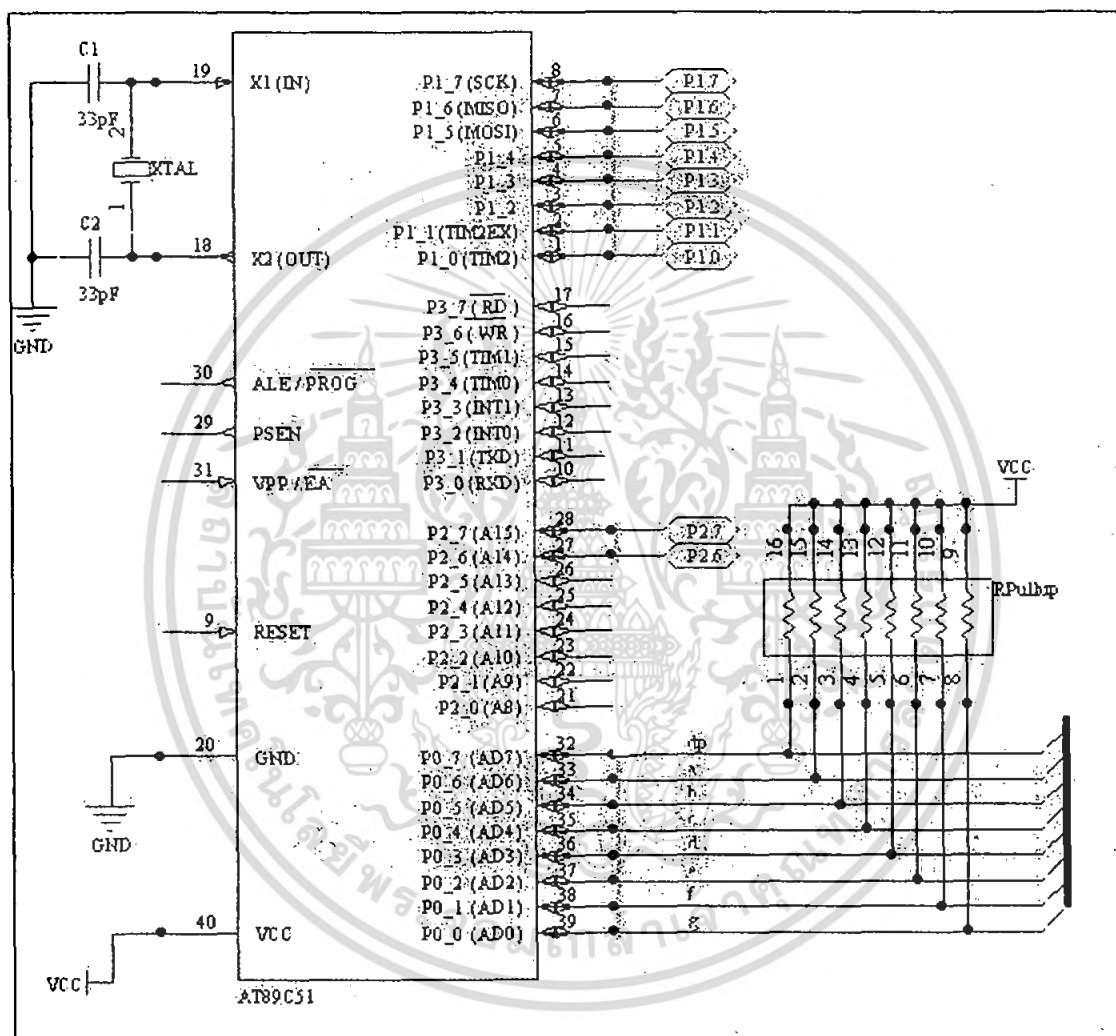 C1
33pF
19
X1(IN)
2
XTAL
1
C2
33pF
18
X2(OUT)
GND
30
ALE/PROG
29
PSEN
31
VPP/EA
9
RESET
20
GND
GND
40
VCC
VCC
AT89C51
P1_7(SCK)
8
P1.7
P1_6(MISO)
7
P1.6
P1_5(MOSI)
6
P1.5
P1_4
5
P1.4
P1_3
4
P1.3
P1_2
3
P1.2
P1_1(TIM2EX)
P1.1
P1_0(TIM2)
P1.0
P3_7(RD)
17
P3_6(WR)
16
P3_5(TIM1)
15
P3_4(TIM0)
14
P3_3(INT1)
13
P3_2(INT0)
12
P3_1(TXD)
11
P3_0(RXD)
10
P2_7(A15)
28
P2.7
P2_6(A14)
27
P2.6
P2_5(A13)
26
P2_4(A12)
25
P2_3(A11)
24
P2_2(A10)
23
P2_1(A9)
22
P2_0(A8)
21
P0_7(AD7)
32
dp
P0_6(AD6)
33
a
P0_5(AD5)
34
b
P0_4(AD4)
35
c
P0_3(AD3)
36
d
P0_2(AD2)
37
e
P0_1(AD1)
38
f
P0_0(AD0)
39
g
VCC
16 15 14 13 12 11 10 9
RPullup
1 2 3 4 5 6 7 8